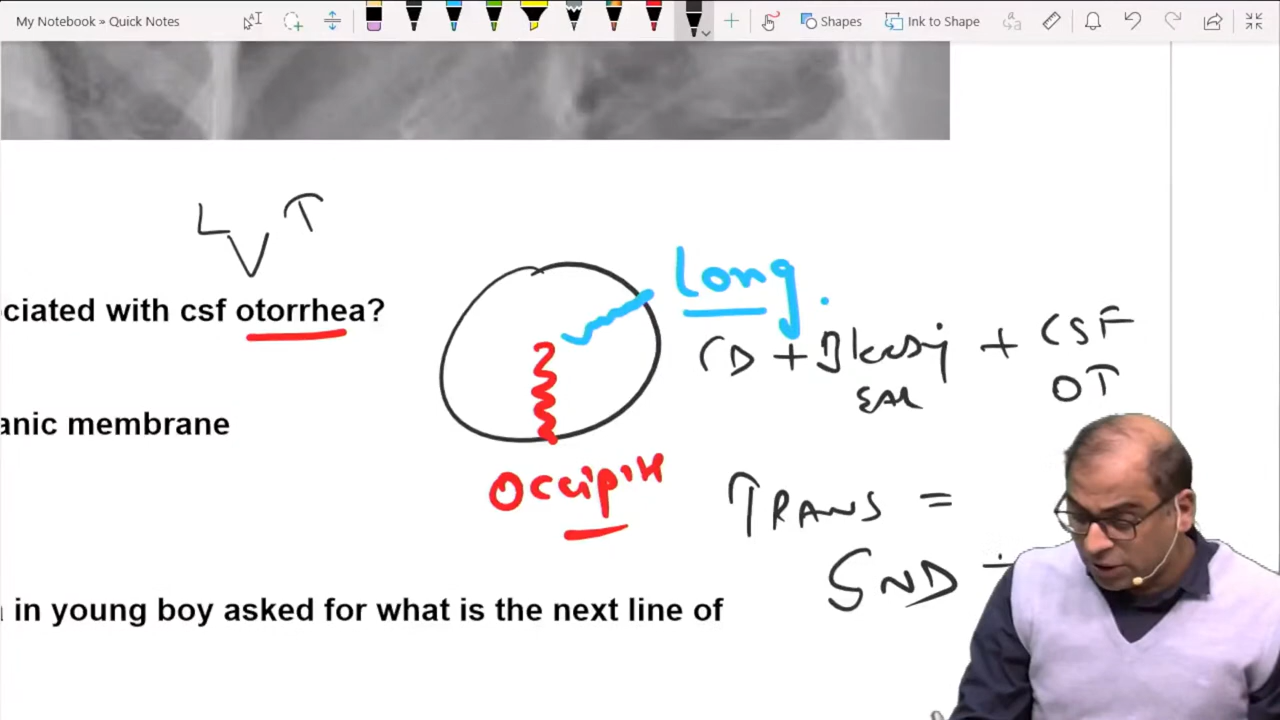 My Notebook » Quick Notes
Shapes
Ink to Shape
L V T
ciated with csf otorrhea?
Long
CD + Bleeding + CSF
EAR OT
anic membrane
Occipit
TRANS =
SND +
in young boy asked for what is the next line of